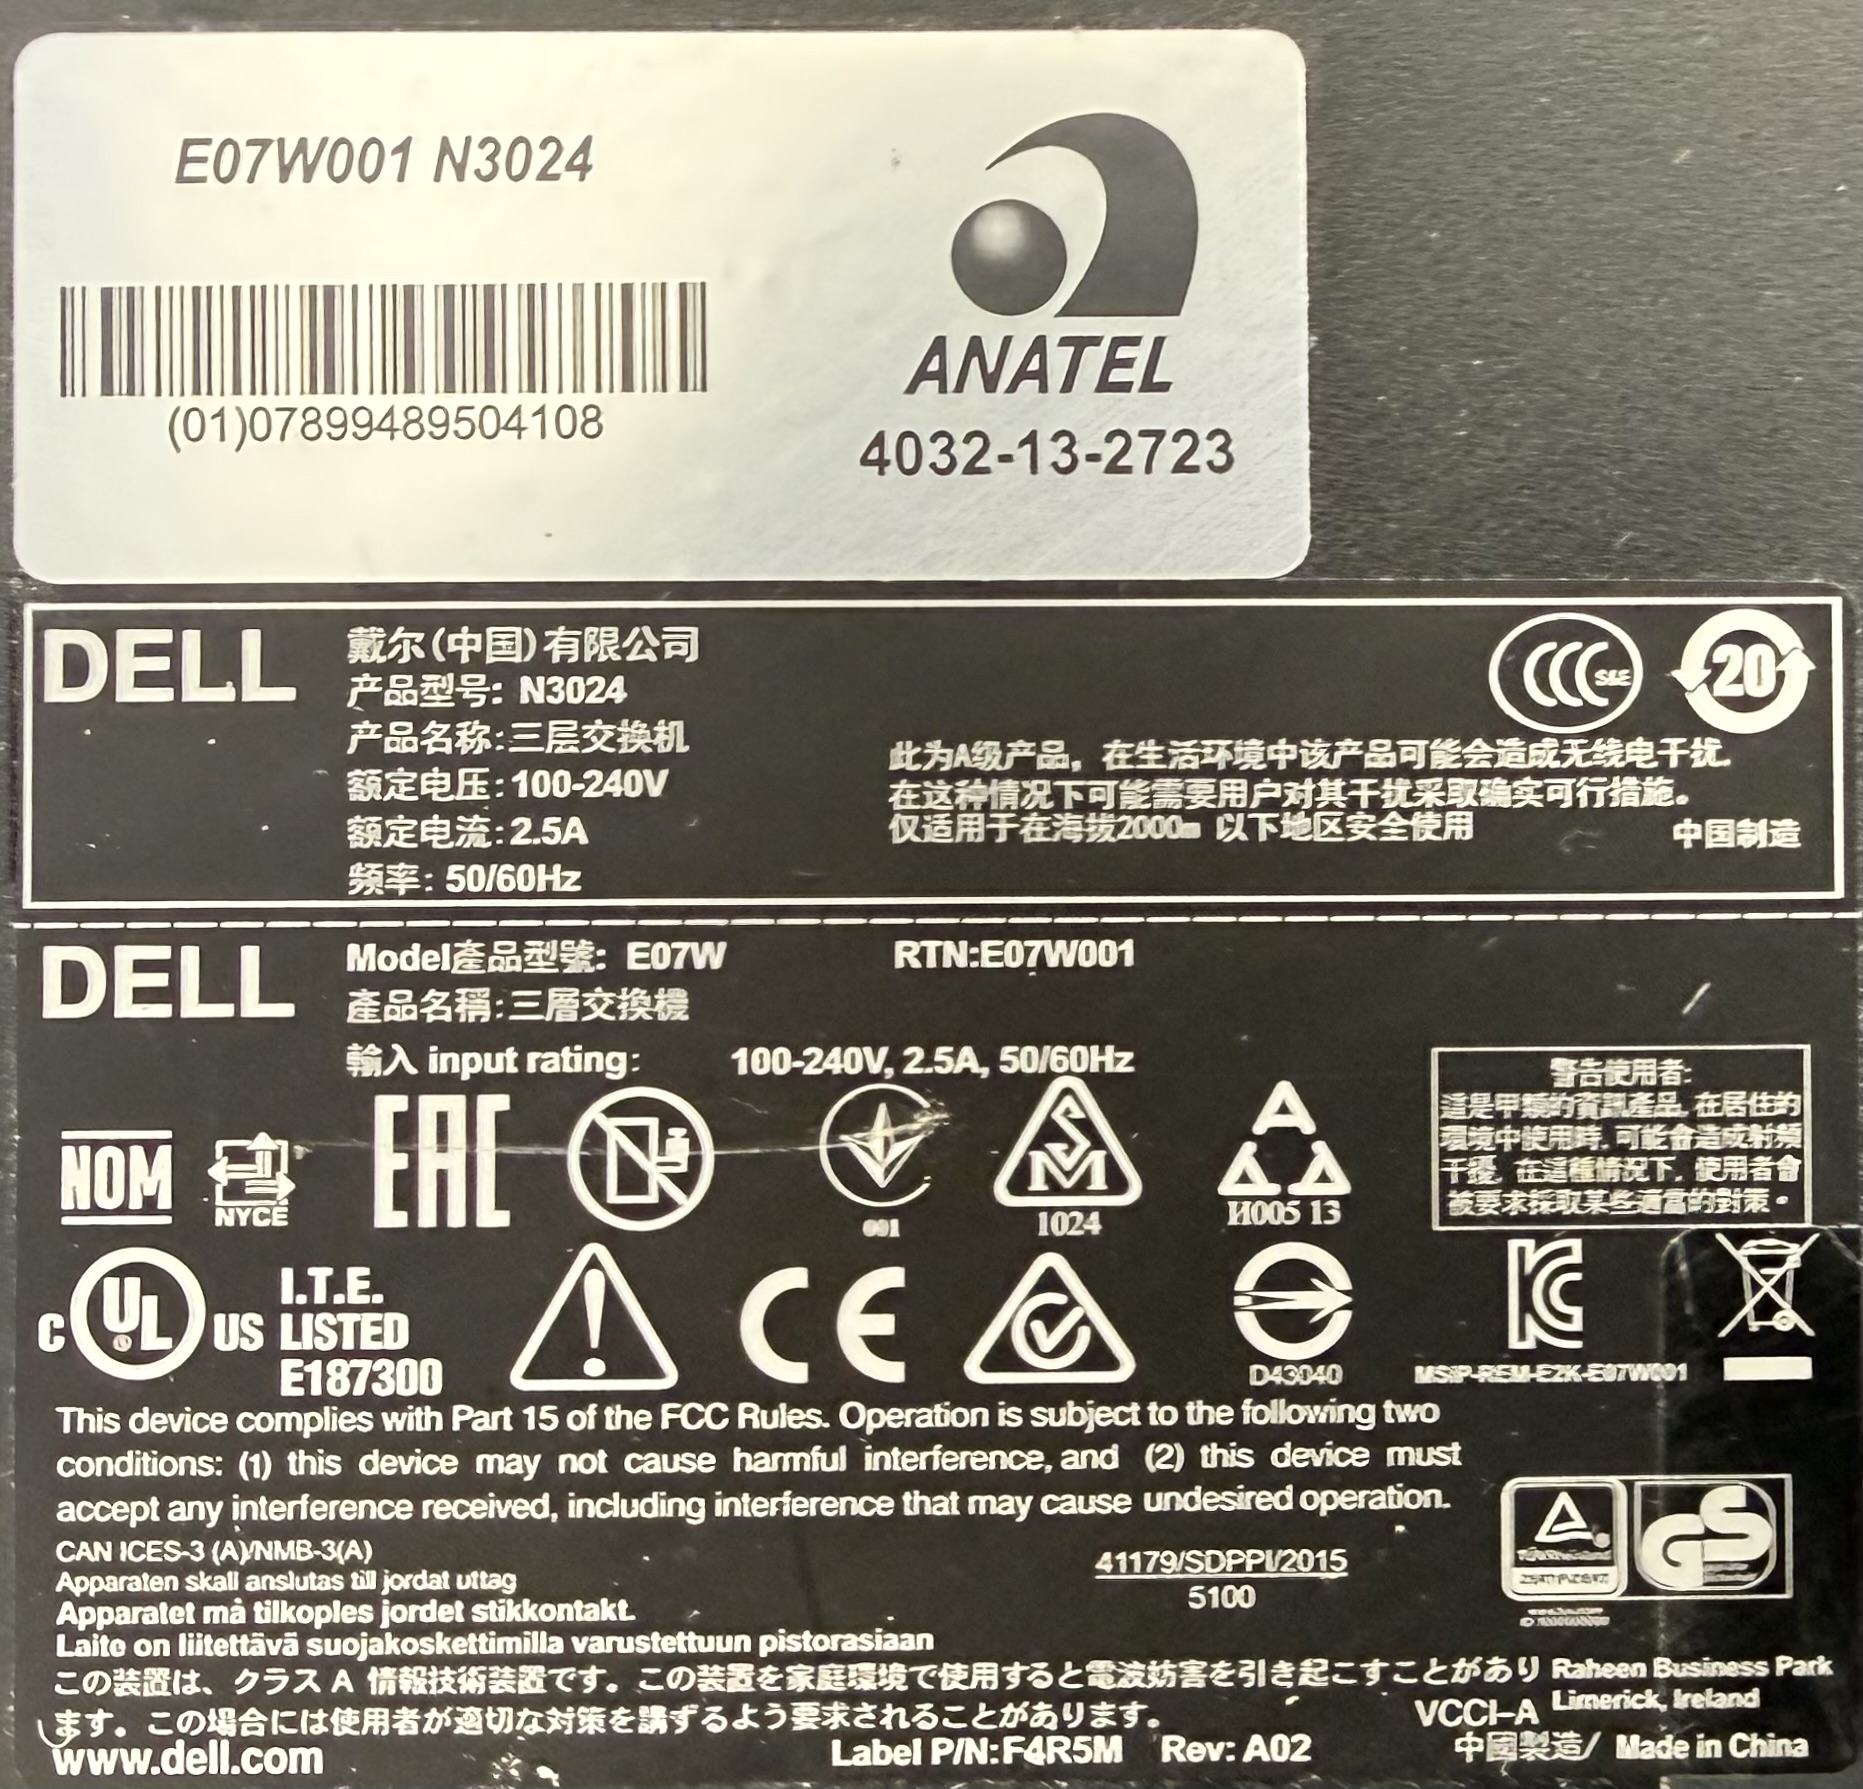 E07W001 N3024
(01)07899489504108
ANATEL
4032-13-2723
DELL
戴尔(中国)有限公司
产品型号: N3024
产品名称:三层交换机
额定电压:100-240V
额定电流:2.5A
频率: 50/60Hz
CCC S&E
20
此为A级产品，在生活环境中该产品可能会造成无线电干扰.
在这种情况下可能需要用户对其干扰采取确实可行措施。
仅适用于在海拔2000m 以下地区安全使用
中国制造
DELL
Model產品型號: E07W RTN:E07W001
產品名稱:三層交換機
輸入 input rating: 100-240V, 2.5A, 50/60Hz
警告使用者:
這是甲類的資訊產品,在居住的
環境中使用時,可能會造成射頻
干擾,在這種情況下,使用者會
被要求採取某些適當的對策。
NOM
NYCE
EAC
001
SM
1024
И005 13
C UL US
I.T.E.
LISTED
E187300
CE
D43040
KC
MSIP-REM-E2K-E07W001
This device complies with Part 15 of the FCC Rules. Operation is subject to the following two
conditions: (1) this device may not cause harmful interference, and (2) this device must
accept any interference received, including interference that may cause undesired operation.
CAN ICES-3 (A)/NMB-3(A)
Apparaten skall anslutas till jordat uttag
Apparatet må tilkoples jordet stikkontakt.
Laite on liitettävä suojakoskettimilla varustettuun pistorasiaan
41179/SDPPI/2015
5100
GS
この装置は、クラス A 情報技術装置です。この装置を家庭環境で使用すると電波妨害を引き起こすことがあり
ます。この場合には使用者が適切な対策を講ずるよう要求されることがあります。
VCCI-A
Raheen Business Park
Limerick, Ireland
www.dell.com
Label P/N:F4R5M Rev: A02
中國製造/ Made in China